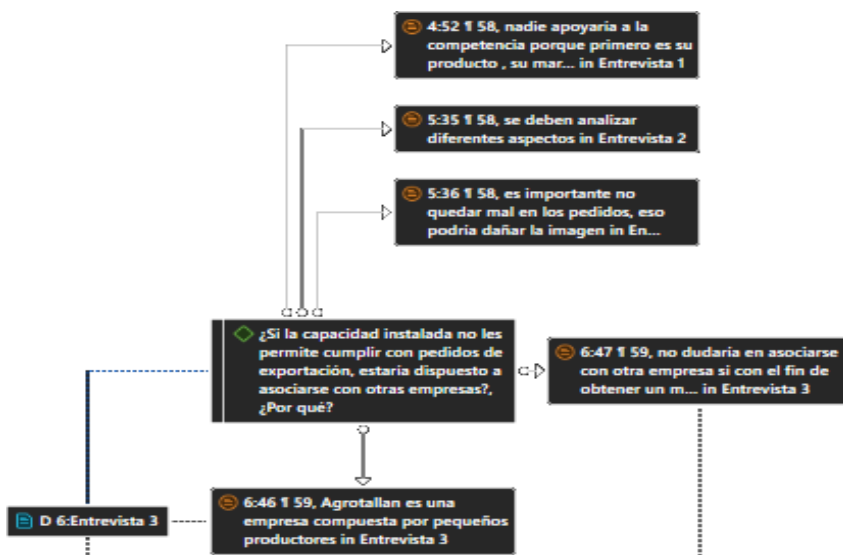 4:52 ¶ 58, nadie apoyaría a la
competencia porque primero es su
producto , su mar... in Entrevista 1
5:35 ¶ 58, se deben analizar
diferentes aspectos in Entrevista 2
5:36 ¶ 58, es importante no
quedar mal en los pedidos, eso
podría dañar la imagen in En...
¿Si la capacidad instalada no les
permite cumplir con pedidos de
exportación, estaría dispuesto a
asociarse con otras empresas?,
¿Por qué?
6:47 ¶ 59, no dudaría en asociarse
con otra empresa si con el fin de
obtener un m... in Entrevista 3
6:46 ¶ 59, Agrotallan es una
empresa compuesta por pequeños
productores in Entrevista 3
D 6:Entrevista 3